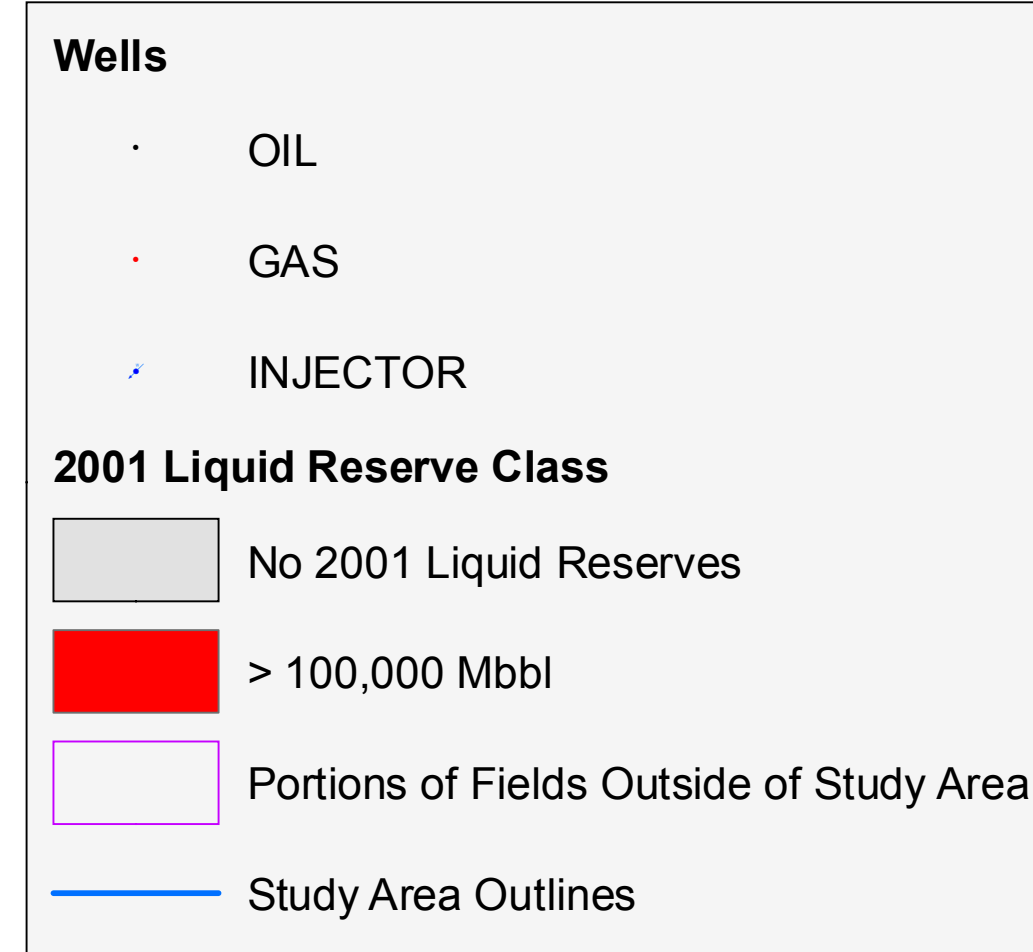 Wells
OIL
GAS
INJECTOR
2001 Liquid Reserve Class
No 2001 Liquid Reserves
> 100,000 Mbbl
Portions of Fields Outside of Study Area
Study Area Outlines